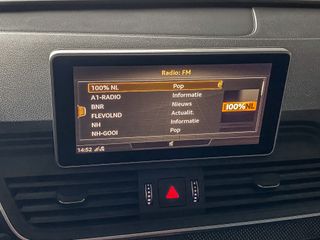 Radio: FM
100% NL Pop
A1-RADIO Informatie
BNR Nieuws
FLEVOLND Actualit.
NH Informatie
NH-GOOI Pop
100%NL
14:52